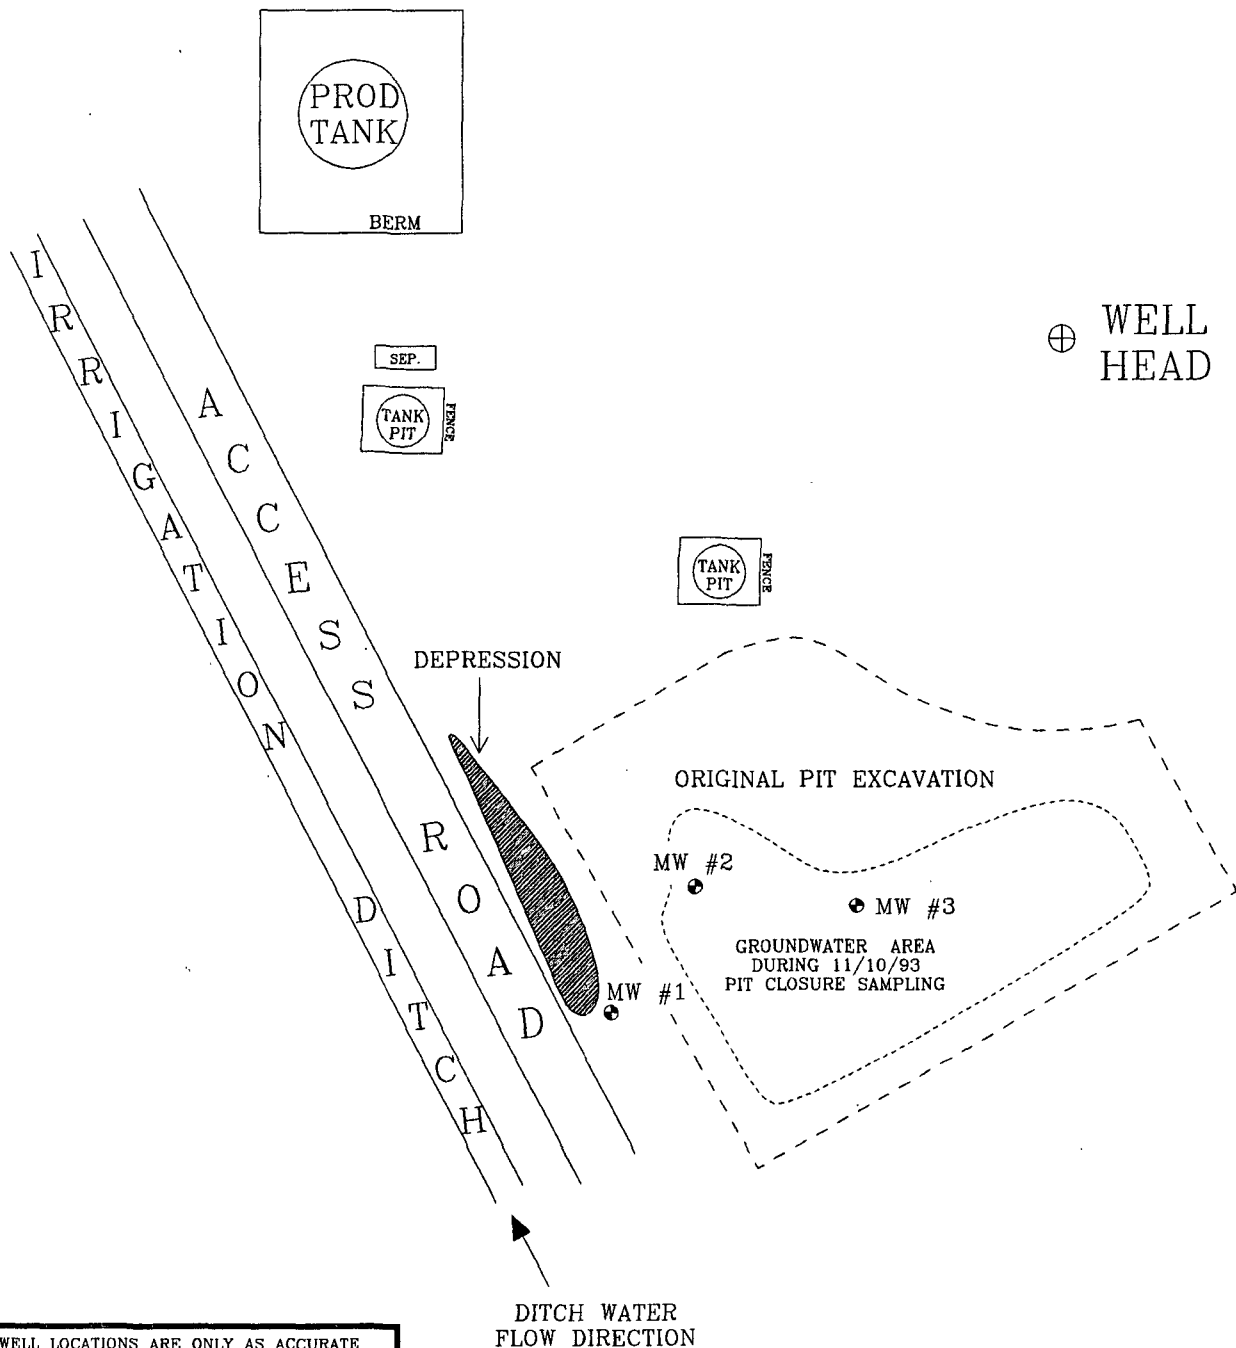 PROD
TANK
BERM
WELL
HEAD
SEP.
TANK
PIT
FENCE
IRRIGATION DITCH
ACCESS ROAD
TANK
PIT
FENCE
DEPRESSION
ORIGINAL PIT EXCAVATION
MW #2
MW #3
GROUNDWATER AREA
DURING 11/10/93
PIT CLOSURE SAMPLING
MW #1
DITCH WATER
FLOW DIRECTION
WELL LOCATIONS ARE ONLY AS ACCURATE